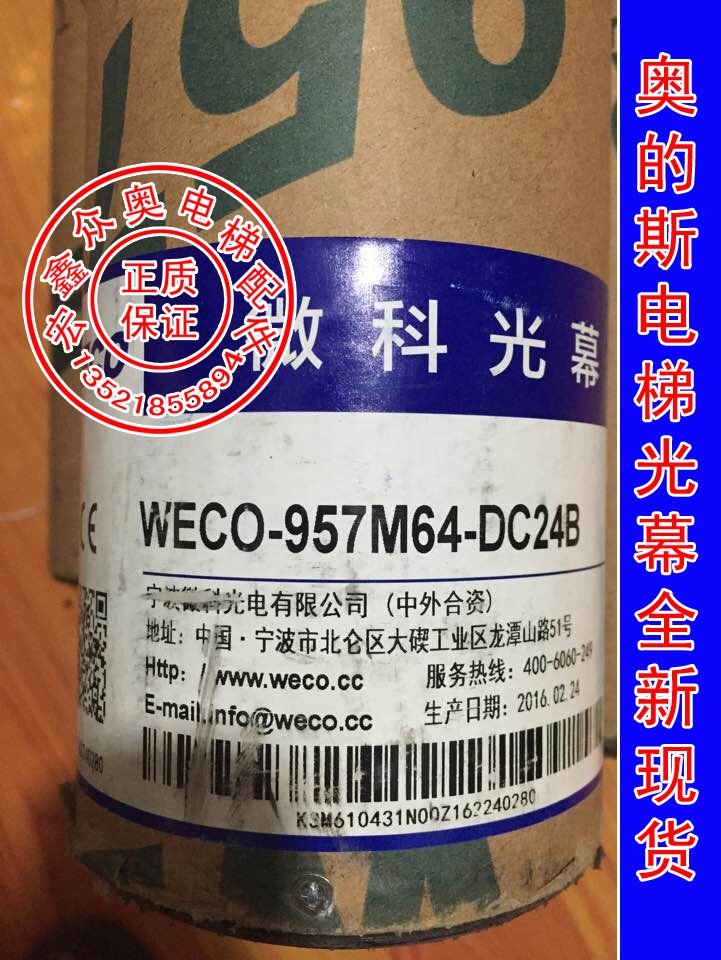 奥的斯电梯光幕全新现货
宏鑫众奥电梯配件
正质
保证
13521855894
微科光幕
CE
WECO-957M64-DC24B
宁波微科光电有限公司（中外合资）
地址：中国·宁波市北仑区大碶工业区龙潭山路51号
Http://www.weco.cc
服务热线：400-6060-249
E-mail.info@weco.cc
生产日期：2016.02.24
KSM610431N00Z162240280